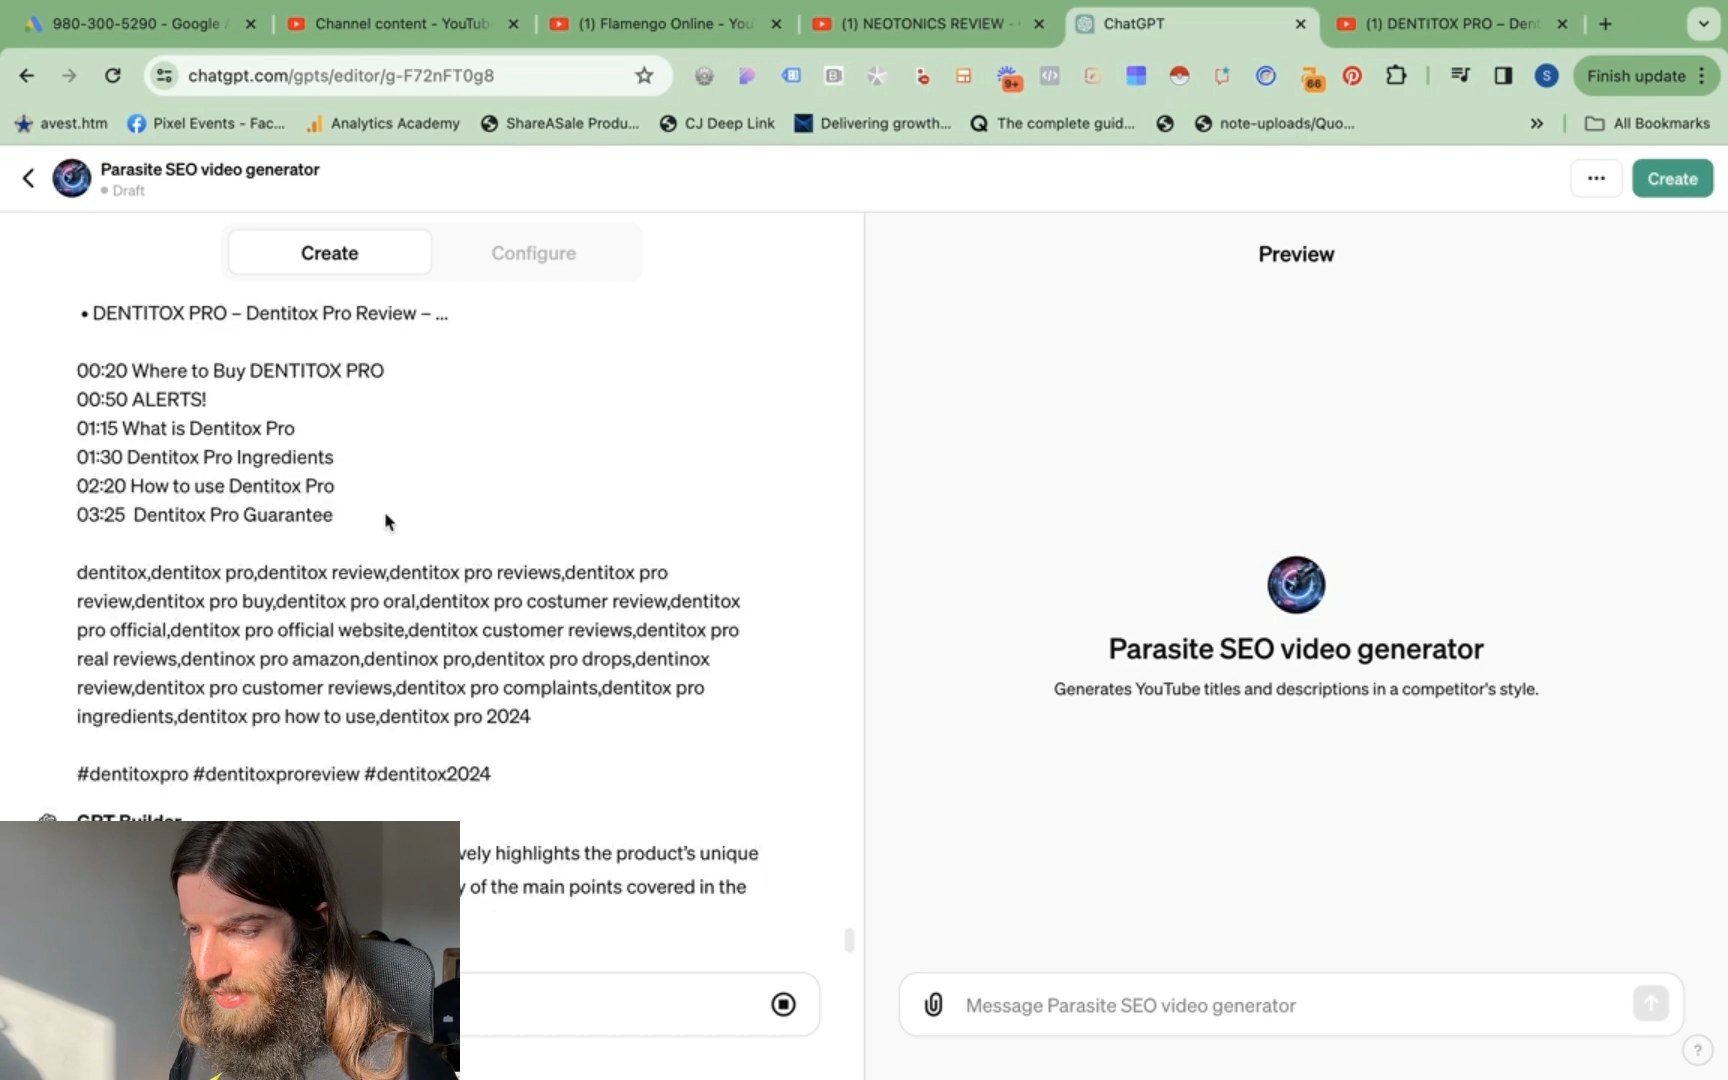 980-300-5290 - Google
Channel content - YouTub
(1) Flamengo Online - You
(1) NEOTONICS REVIEW -
ChatGPT
(1) DENTITOX PRO – Dent
chatgpt.com/gpts/editor/g-F72nFT0g8
9+
66
S
Finish update
avest.htm
Pixel Events - Fac...
Analytics Academy
ShareASale Produ...
CJ Deep Link
Delivering growth...
The complete guid...
note-uploads/Quo...
»
All Bookmarks
Parasite SEO video generator
Draft
Create
Create
Configure
Preview
• DENTITOX PRO – Dentitox Pro Review – ...
00:20 Where to Buy DENTITOX PRO
00:50 ALERTS!
01:15 What is Dentitox Pro
01:30 Dentitox Pro Ingredients
02:20 How to use Dentitox Pro
03:25 Dentitox Pro Guarantee
dentitox,dentitox pro,dentitox review,dentitox pro reviews,dentitox pro
review,dentitox pro buy,dentitox pro oral,dentitox pro costumer review,dentitox
pro official,dentitox pro official website,dentitox customer reviews,dentitox pro
real reviews,dentinox pro amazon,dentinox pro,dentitox pro drops,dentinox
review,dentitox pro customer reviews,dentitox pro complaints,dentitox pro
ingredients,dentitox pro how to use,dentitox pro 2024
#dentitoxpro #dentitoxproreview #dentitox2024
GPT Builder
vely highlights the product's unique
of the main points covered in the
Parasite SEO video generator
Generates YouTube titles and descriptions in a competitor's style.
Message Parasite SEO video generator
?